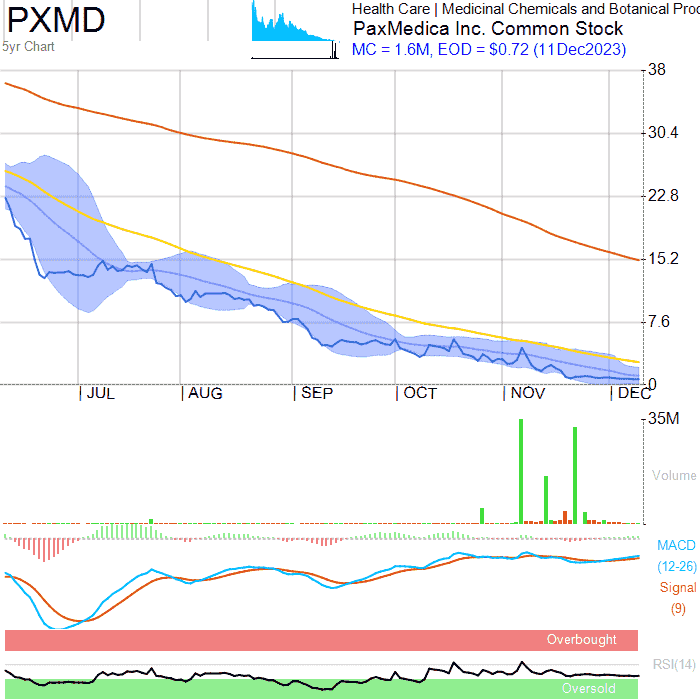 PXMD
5yr Chart
Health Care | Medicinal Chemicals and Botanical Proc
PaxMedica Inc. Common Stock
MC = 1.6M, EOD = $0.72 (11Dec2023)
38
30.4
22.8
15.2
7.6
0
| JUL
| AUG
| SEP
| OCT
| NOV
| DEC
35M
Volume
MACD
(12-26)
Signal
(9)
Overbought
RSI(14)
Oversold